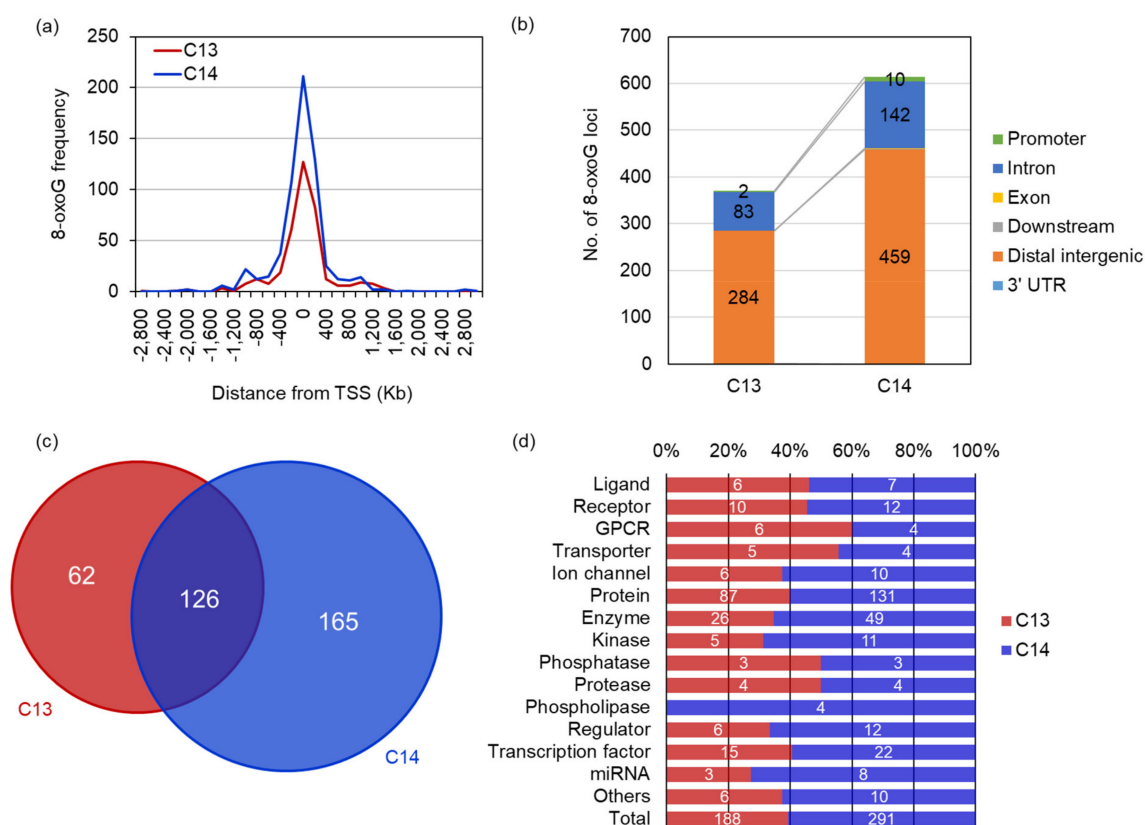 (a)
250
200
150
100
50
0
8-oxoG frequency
C13
C14
-2,800
-2,400
-2,000
-1,600
-1,200
-800
-400
0
400
1,200
1,600
2,000
2,400
2,800
Distance from TSS (Kb)
(b)
700
600
500
400
300
200
100
0
No. of 8-oxoG loci
2
83
284
10
142
459
C13
C14
Promoter
Intron
Exon
Downstream
Distal intergenic
3' UTR
(c)
62
126
165
C13
C14
(d)
0% 20% 40% 60% 80% 100%
Ligand 6 7
Receptor 10 12
GPCR 6 4
Transporter 5 4
Ion channel 6 10
Protein 87 131
Enzyme 26 49
Kinase 5 11
Phosphatase 3 3
Protease 4 4
Phospholipase 4
Regulator 6 12
Transcription factor 15 22
miRNA 3 8
Others 6 10
Total 188 291
C13
C14